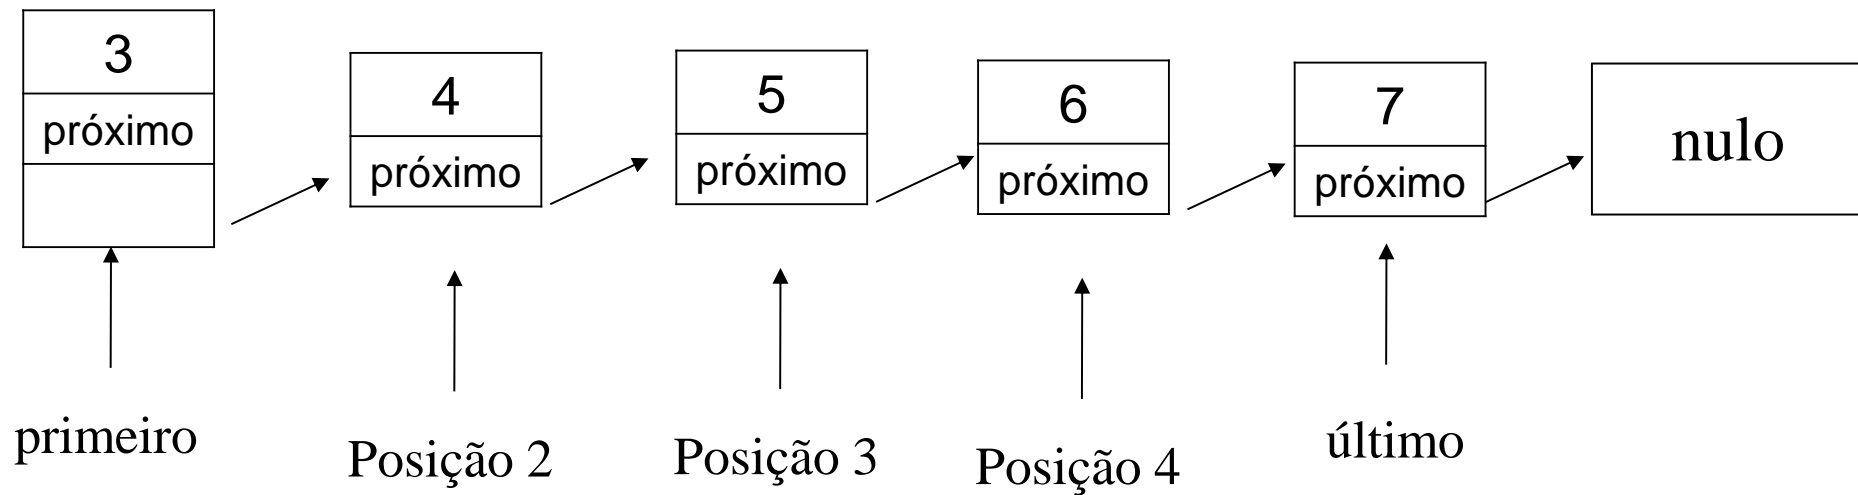 3
próximo
4
próximo
5
próximo
6
próximo
7
próximo
nulo
primeiro
Posição 2
Posição 3
Posição 4
último